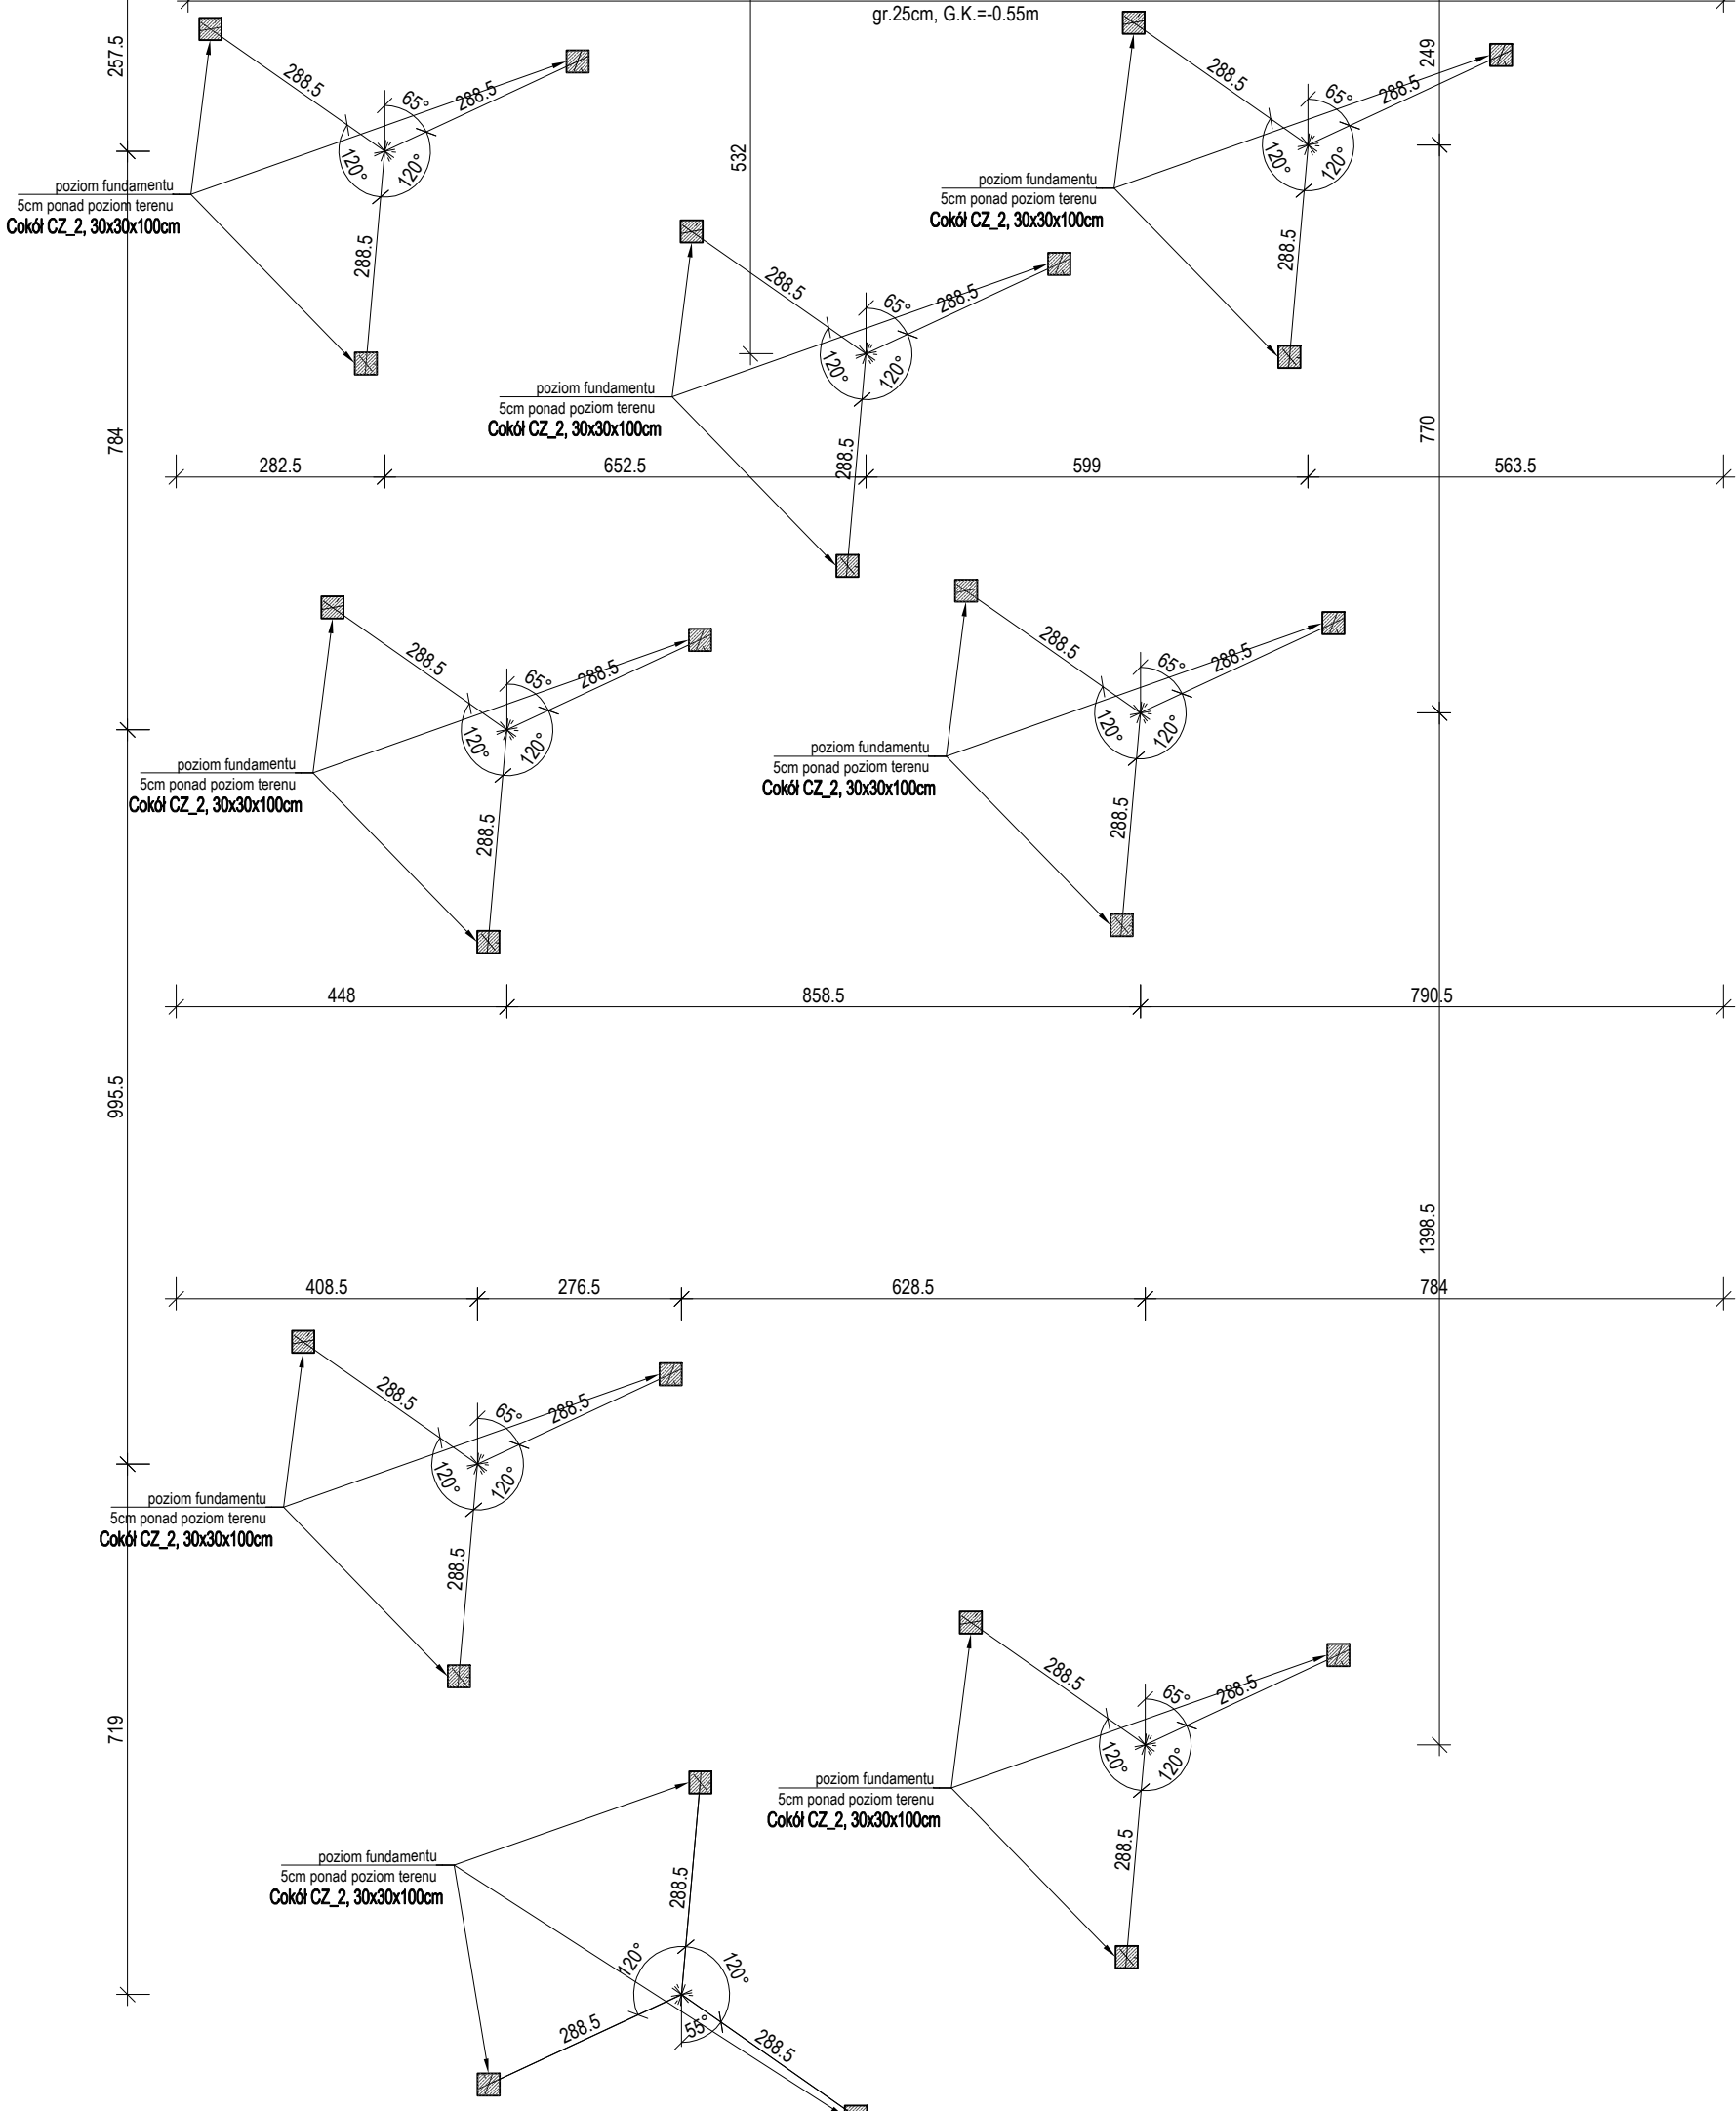 gr.25cm, G.K.=-0.55m
257.5
249
288.5
65°
288.5
120°
120°
288.5
poziom fundamentu
5cm ponad poziom terenu
Cokół CZ_2, 30x30x100cm
532
288.5
65°
288.5
120°
120°
288.5
poziom fundamentu
5cm ponad poziom terenu
Cokół CZ_2, 30x30x100cm
288.5
65°
288.5
120°
120°
288.5
poziom fundamentu
5cm ponad poziom terenu
Cokół CZ_2, 30x30x100cm
784
770
282.5
652.5
599
563.5
288.5
65°
288.5
120°
120°
288.5
poziom fundamentu
5cm ponad poziom terenu
Cokół CZ_2, 30x30x100cm
288.5
65°
288.5
120°
120°
288.5
poziom fundamentu
5cm ponad poziom terenu
Cokół CZ_2, 30x30x100cm
448
858.5
790.5
995.5
1398.5
408.5
276.5
628.5
784
288.5
65°
288.5
120°
120°
288.5
poziom fundamentu
5cm ponad poziom terenu
Cokół CZ_2, 30x30x100cm
719
288.5
65°
288.5
120°
120°
288.5
poziom fundamentu
5cm ponad poziom terenu
Cokół CZ_2, 30x30x100cm
poziom fundamentu
5cm ponad poziom terenu
Cokół CZ_2, 30x30x100cm
288.5
120°
120°
288.5
55°
288.5